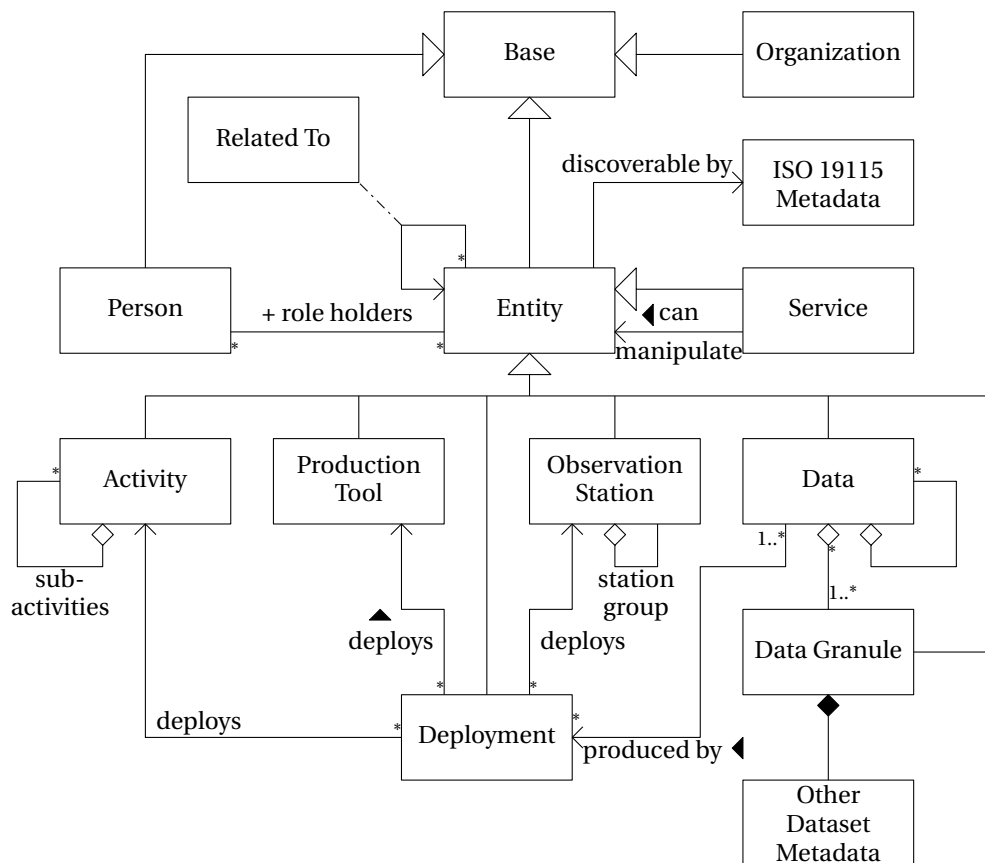 Base
Organization
Related To
discoverable by
ISO 19115
Metadata
*
Person
+ role holders
*
*
Entity
can
manipulate
Service
*
Activity
sub-
activities
Production
Tool
Observation
Station
station
group
Data
*
1..*
*
1..*
deploys
deploys
Data Granule
deploys
*
*
*
*
Deployment
produced by
Other
Dataset
Metadata